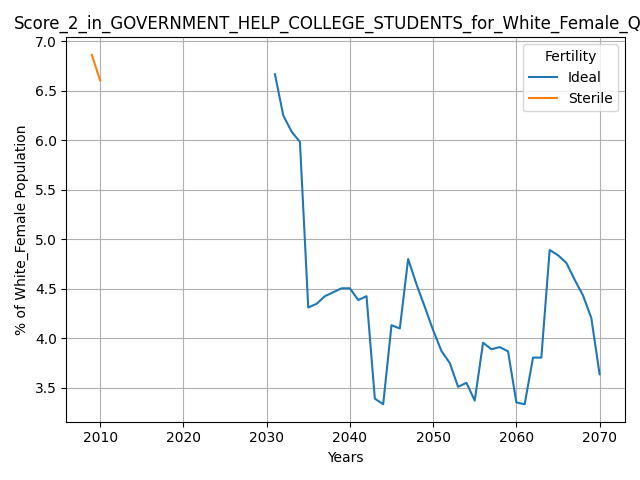 Score_2_in_GOVERNMENT_HELP_COLLEGE_STUDENTS_for_White_Female_Q
7.0
6.5
6.0
5.5
5.0
4.5
4.0
3.5
% of White_Female Population
Fertility
Ideal
Sterile
2010 2020 2030 2040 2050 2060 2070
Years